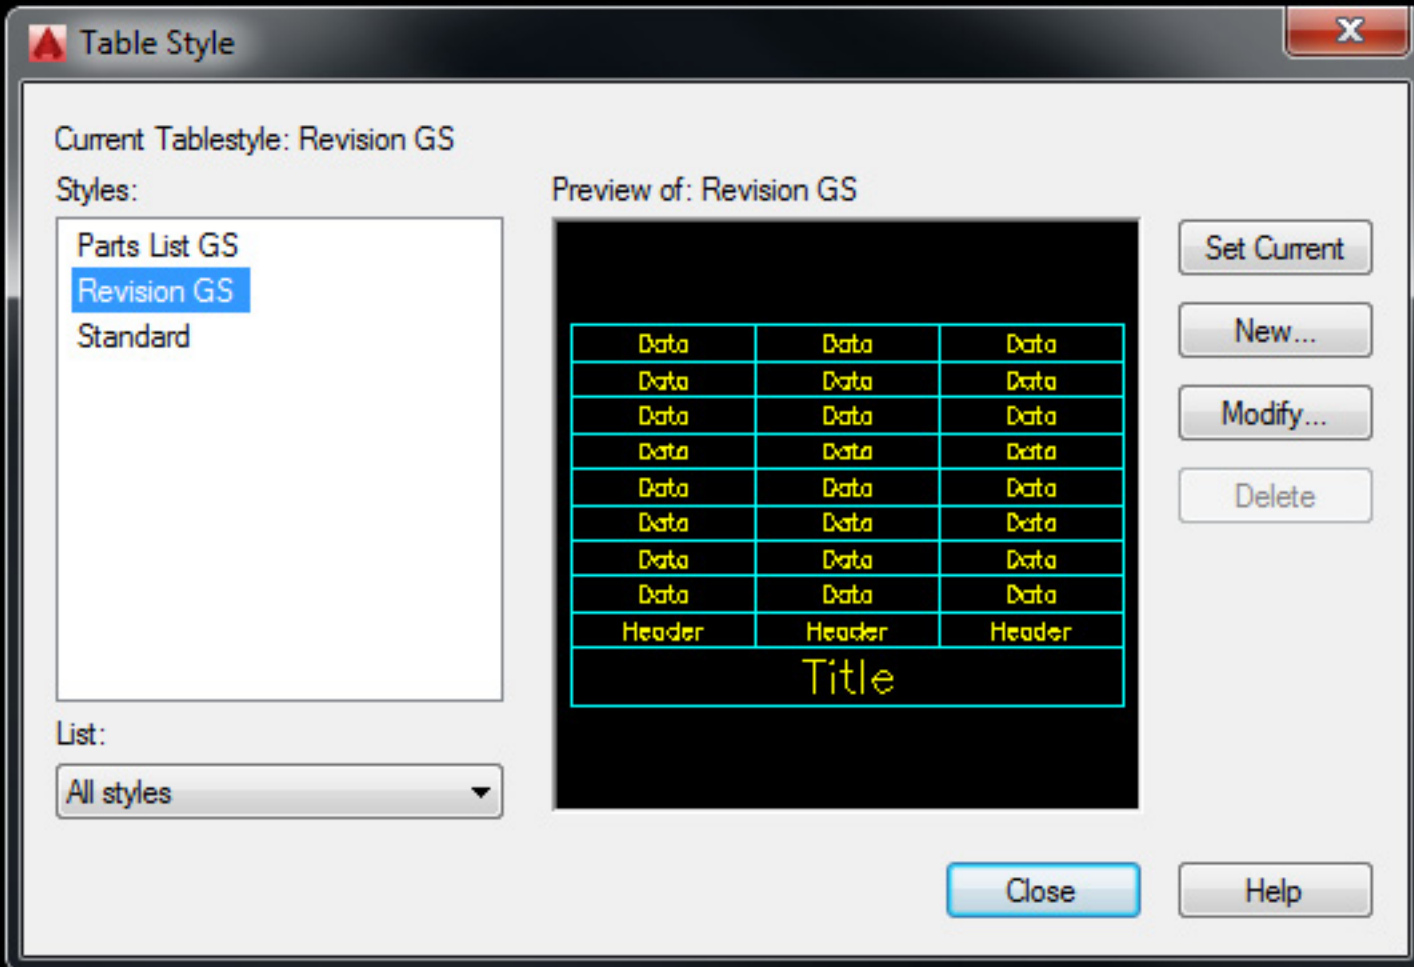 Table Style
Current Tablestyle: Revision GS
Styles:
Parts List GS
Revision GS
Standard
List:
All styles
Preview of: Revision GS
Data Data Data
Data Data Data
Data Data Data
Data Data Data
Data Data Data
Data Data Data
Data Data Data
Data Data Data
Header Header Header
Title
Set Current
New...
Modify...
Delete
Close
Help